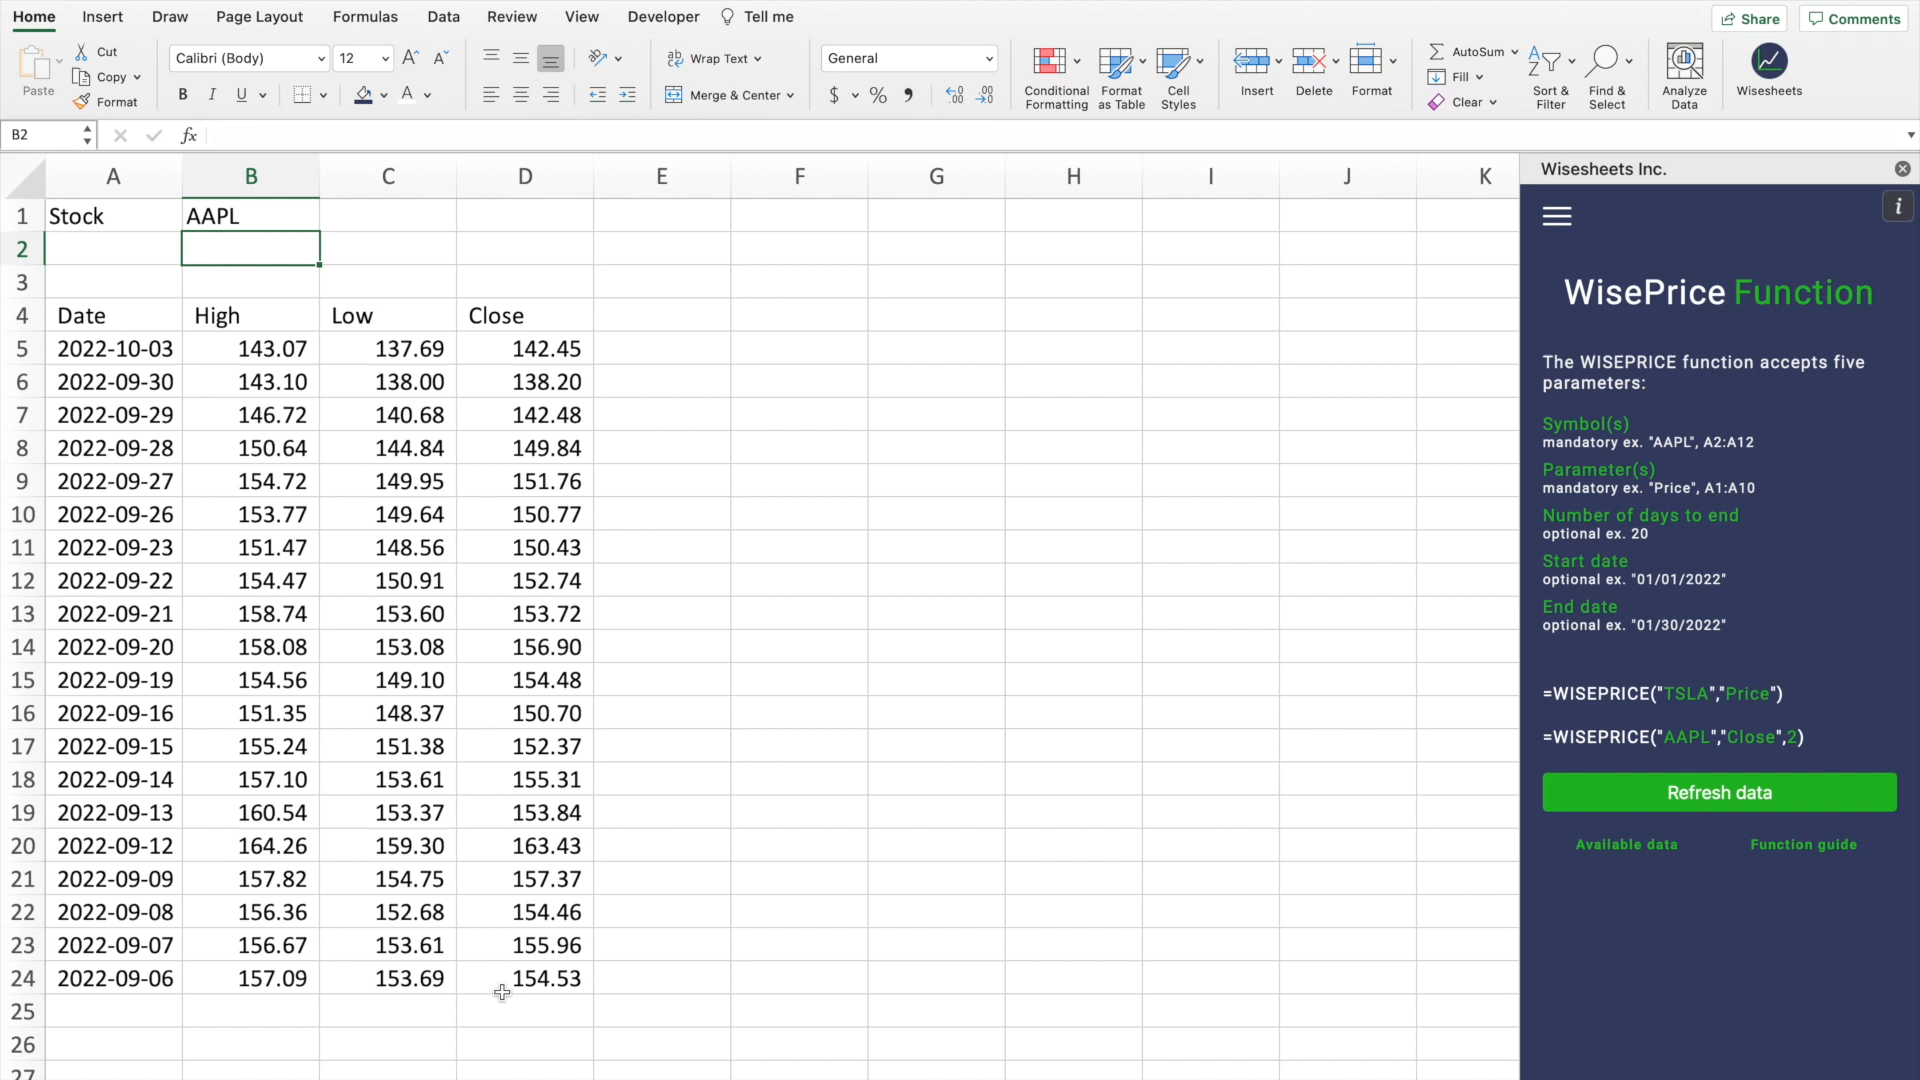 Home Insert Draw Page Layout Formulas Data Review View Developer Tell me Share Comments
Paste Cut Copy Format
Calibri (Body) 12 A A
B I U A
ab Wrap Text
Merge & Center
General
$ % 9 .0 .00 .00 .0
Conditional Formatting
Format as Table
Cell Styles
Insert Delete Format
AutoSum
Fill
Clear
Sort & Filter
Find & Select
Analyze Data
Wisesheets
B2 fx
A B C D E F G H I J K
1 Stock AAPL
2
3
4 Date High Low Close
5 2022-10-03 143.07 137.69 142.45
6 2022-09-30 143.10 138.00 138.20
7 2022-09-29 146.72 140.68 142.48
8 2022-09-28 150.64 144.84 149.84
9 2022-09-27 154.72 149.95 151.76
10 2022-09-26 153.77 149.64 150.77
11 2022-09-23 151.47 148.56 150.43
12 2022-09-22 154.47 150.91 152.74
13 2022-09-21 158.74 153.60 153.72
14 2022-09-20 158.08 153.08 156.90
15 2022-09-19 154.56 149.10 154.48
16 2022-09-16 151.35 148.37 150.70
17 2022-09-15 155.24 151.38 152.37
18 2022-09-14 157.10 153.61 155.31
19 2022-09-13 160.54 153.37 153.84
20 2022-09-12 164.26 159.30 163.43
21 2022-09-09 157.82 154.75 157.37
22 2022-09-08 156.36 152.68 154.46
23 2022-09-07 156.67 153.61 155.96
24 2022-09-06 157.09 153.69 154.53
25
26
27
Wisesheets Inc.
i
WisePrice Function
The WISEPRICE function accepts five
parameters:
Symbol(s)
mandatory ex. "AAPL", A2:A12
Parameter(s)
mandatory ex. "Price", A1:A10
Number of days to end
optional ex. 20
Start date
optional ex. "01/01/2022"
End date
optional ex. "01/30/2022"
=WISEPRICE("TSLA","Price")
=WISEPRICE("AAPL","Close",2)
Refresh data
Available data Function guide